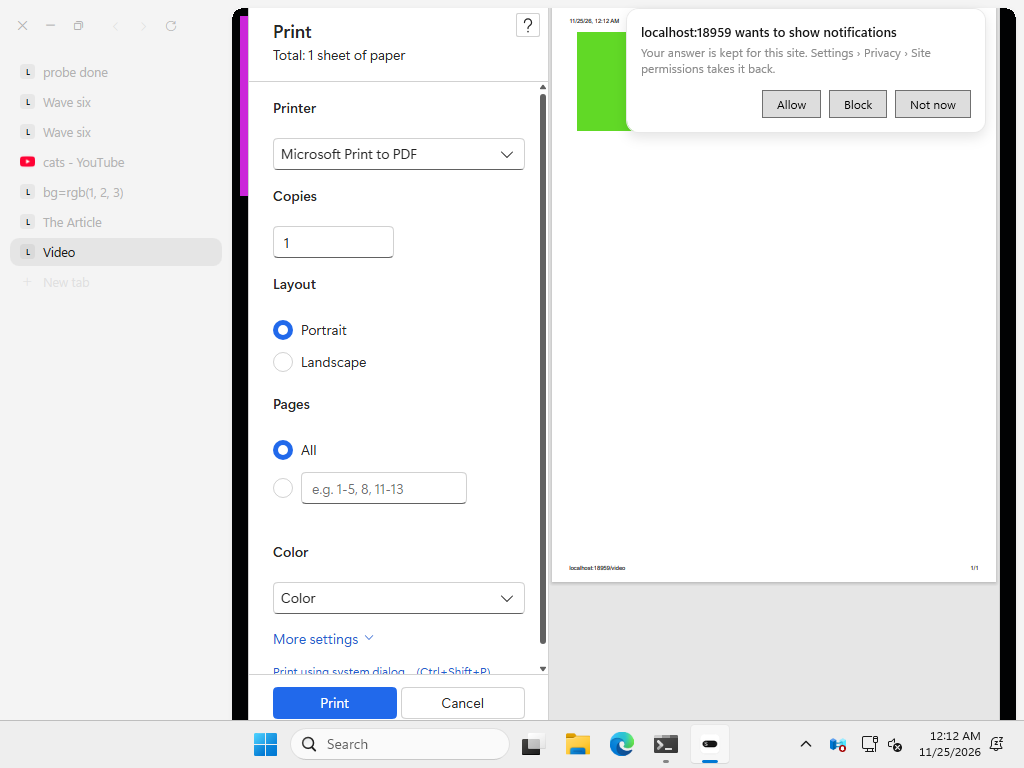 L probe done
L Wave six
L Wave six
cats - YouTube
L bg=rgb(1, 2, 3)
L The Article
L Video
+ New tab
Print
?
Total: 1 sheet of paper
Printer
Microsoft Print to PDF
Copies
1
Layout
Portrait
Landscape
Pages
All
e.g. 1-5, 8, 11-13
Color
Color
More settings
Print using system dialog... (Ctrl+Shift+P)
Print
Cancel
11/25/26, 12:12 AM
localhost:18959/video
1/1
localhost:18959 wants to show notifications
Your answer is kept for this site. Settings › Privacy › Site
permissions takes it back.
Allow
Block
Not now
Search
12:12 AM
11/25/2026